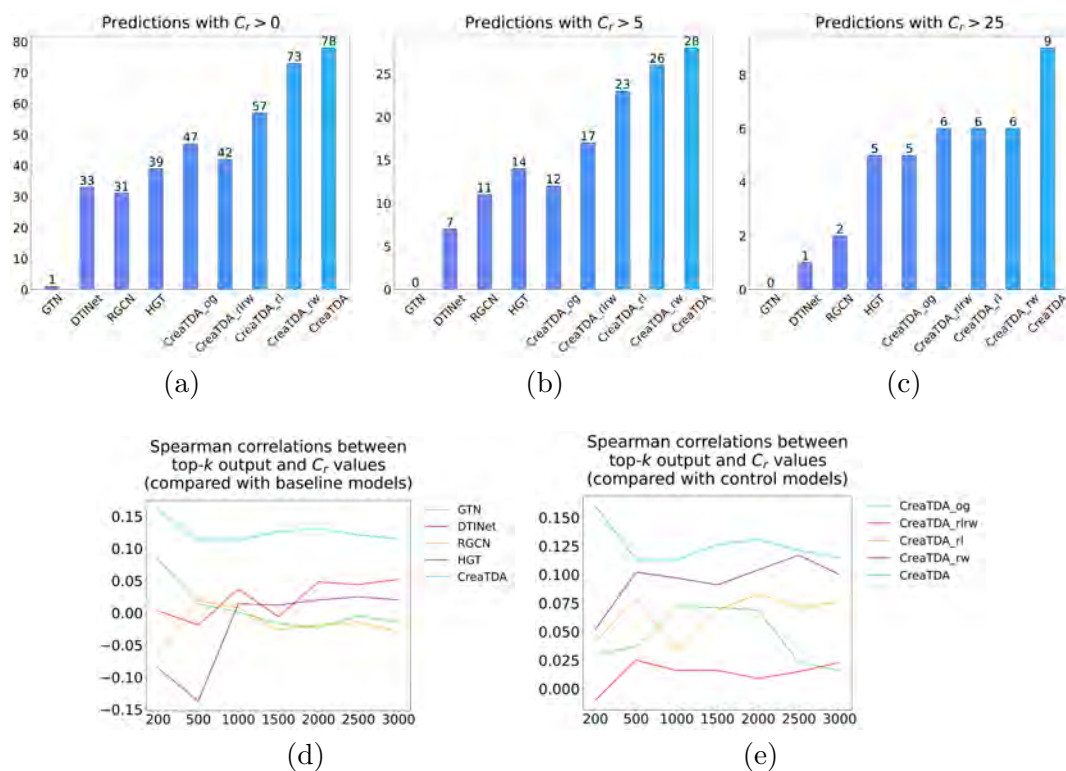 Predictions with Cᵣ > 0
80
70
60
50
40
30
20
10
0
1
33
31
39
47
42
57
73
78
GTN
DTINet
RGCN
HGT
CreaTDA_og
CreaTDA_rlrw
CreaTDA_rl
CreaTDA_rw
CreaTDA
(a)
Predictions with Cᵣ > 5
25
20
15
10
5
0
0
7
11
14
12
17
23
26
28
GTN
DTINet
RGCN
HGT
CreaTDA_og
CreaTDA_rlrw
CreaTDA_rl
CreaTDA_rw
CreaTDA
(b)
Predictions with Cᵣ > 25
8
6
4
2
0
0
1
2
5
5
6
6
6
9
GTN
DTINet
RGCN
HGT
CreaTDA_og
CreaTDA_rlrw
CreaTDA_rl
CreaTDA_rw
CreaTDA
(c)
Spearman correlations between
top-k output and Cᵣ values
(compared with baseline models)
0.15
0.10
0.05
0.00
−0.05
−0.10
−0.15
200 500 1000 1500 2000 2500 3000
GTN
DTINet
RGCN
HGT
CreaTDA
(d)
Spearman correlations between
top-k output and Cᵣ values
(compared with control models)
0.150
0.125
0.100
0.075
0.050
0.025
0.000
200 500 1000 1500 2000 2500 3000
CreaTDA_og
CreaTDA_rlrw
CreaTDA_rl
CreaTDA_rw
CreaTDA
(e)